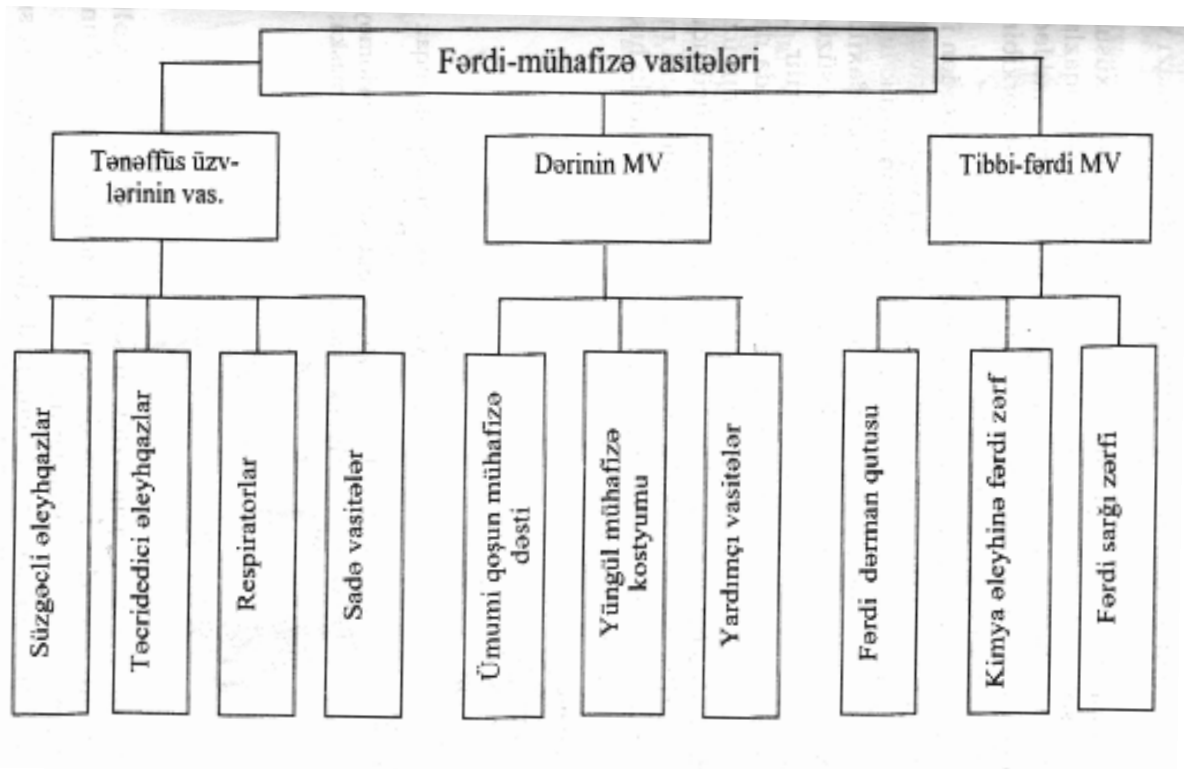 Fərdi-mühafizə vasitələri
Tənəffüs üzv-
lərinin vas.
Dərinin MV
Tibbi-fərdi MV
Süzgəcli əleyhqazlar
Təcridedici əleyhqazlar
Respiratorlar
Sadə vasitələr
Ümumi qoşun mühafizə
dəsti
Yüngül mühafizə
kostyumu
Yardımçı vasitələr
Fərdi dərman qutusu
Kimya əleyhinə fərdi zərf
Fərdi sarğı zərfi